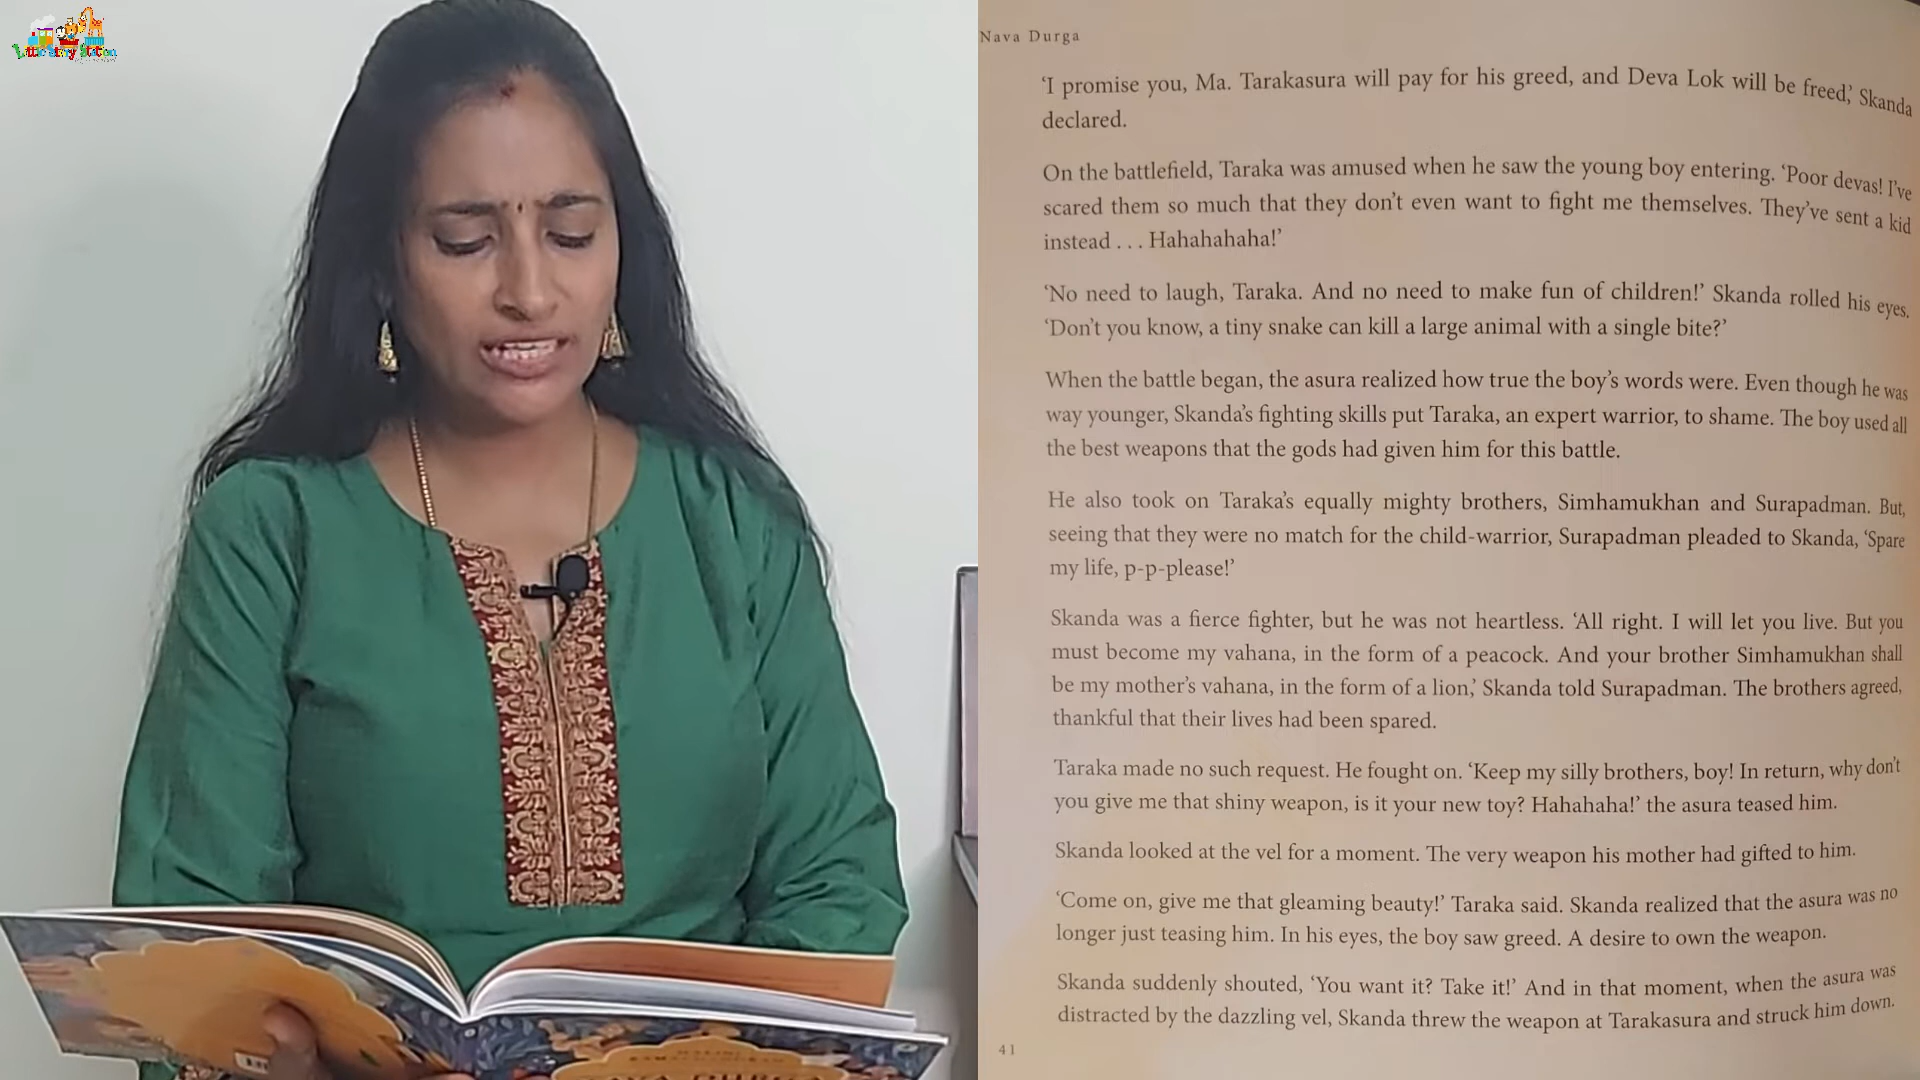 Little Story Station
Nava Durga
‘I promise you, Ma. Tarakasura will pay for his greed, and Deva Lok will be freed,’ Skanda
declared.
On the battlefield, Taraka was amused when he saw the young boy entering. ‘Poor devas! I’ve
scared them so much that they don’t even want to fight me themselves. They’ve sent a kid
instead . . . Hahahahaha!’
‘No need to laugh, Taraka. And no need to make fun of children!’ Skanda rolled his eyes.
‘Don’t you know, a tiny snake can kill a large animal with a single bite?’
When the battle began, the asura realized how true the boy’s words were. Even though he was
way younger, Skanda’s fighting skills put Taraka, an expert warrior, to shame. The boy used all
the best weapons that the gods had given him for this battle.
He also took on Taraka’s equally mighty brothers, Simhamukhan and Surapadman. But,
seeing that they were no match for the child-warrior, Surapadman pleaded to Skanda, ‘Spare
my life, p-p-please!’
Skanda was a fierce fighter, but he was not heartless. ‘All right. I will let you live. But you
must become my vahana, in the form of a peacock. And your brother Simhamukhan shall
be my mother’s vahana, in the form of a lion,’ Skanda told Surapadman. The brothers agreed,
thankful that their lives had been spared.
Taraka made no such request. He fought on. ‘Keep my silly brothers, boy! In return, why don’t
you give me that shiny weapon, is it your new toy? Hahahaha!’ the asura teased him.
Skanda looked at the vel for a moment. The very weapon his mother had gifted to him.
‘Come on, give me that gleaming beauty!’ Taraka said. Skanda realized that the asura was no
longer just teasing him. In his eyes, the boy saw greed. A desire to own the weapon.
Skanda suddenly shouted, ‘You want it? Take it!’ And in that moment, when the asura was
distracted by the dazzling vel, Skanda threw the weapon at Tarakasura and struck him down.
41